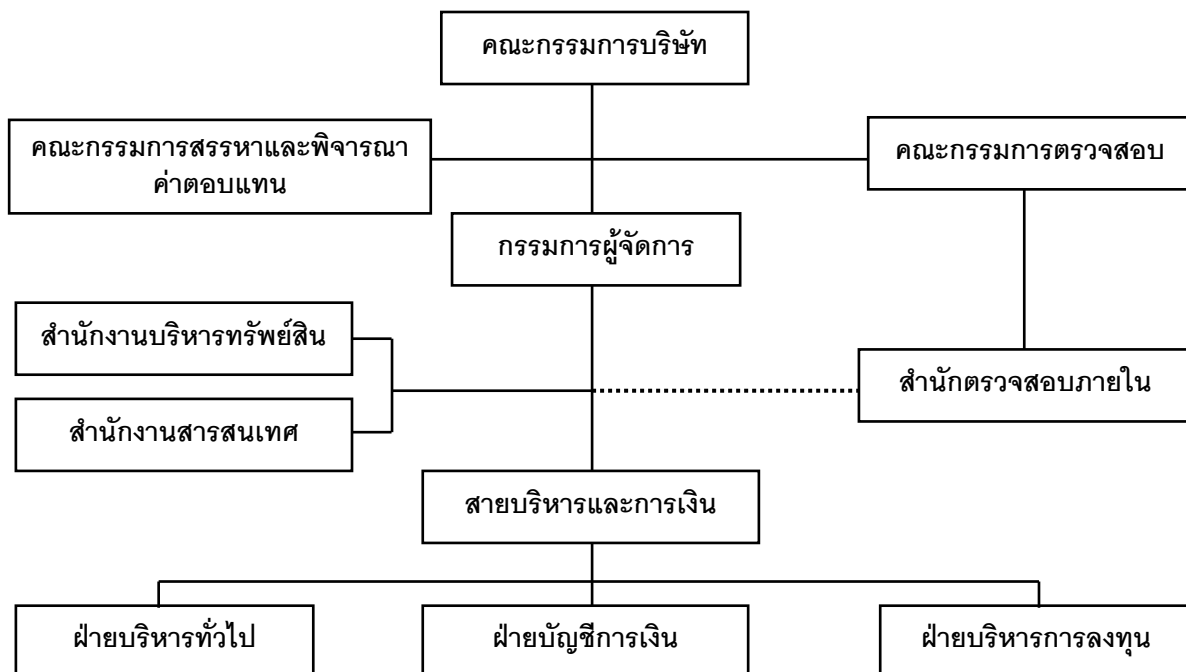 คณะกรรมการบริษัท
คณะกรรมการสรรหาและพิจารณา
ค่าตอบแทน
คณะกรรมการตรวจสอบ
กรรมการผู้จัดการ
สำนักงานบริหารทรัพย์สิน
สำนักตรวจสอบภายใน
สำนักงานสารสนเทศ
สายบริหารและการเงิน
ฝ่ายบริหารทั่วไป
ฝ่ายบัญชีการเงิน
ฝ่ายบริหารการลงทุน